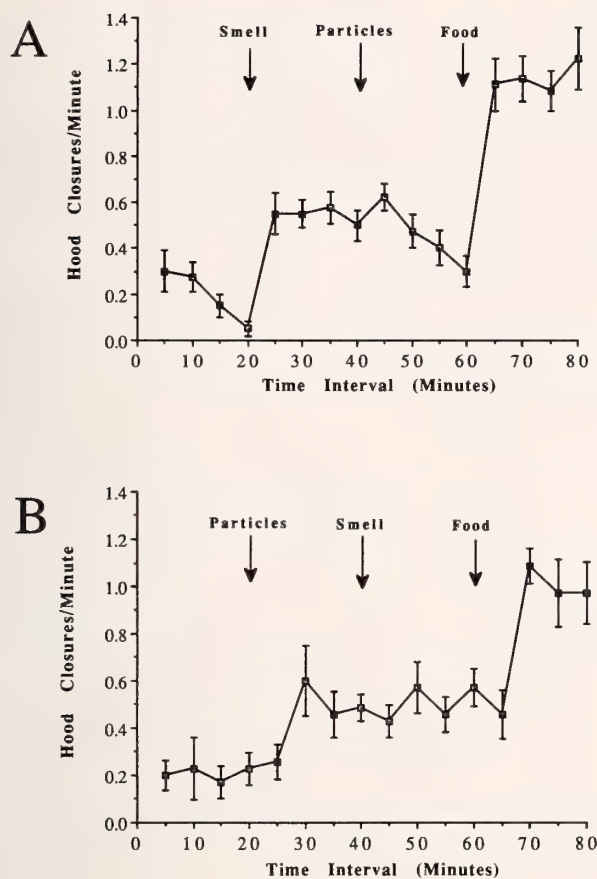 A
Smell Particles Food
Hood Closures/Minute
1.4
1.2
1.0
0.8
0.6
0.4
0.2
0.0
0 10 20 30 40 50 60 70 80
Time Interval (Minutes)
B
Particles Smell Food
Hood Closures/Minute
1.4
1.2
1.0
0.8
0.6
0.4
0.2
0.0
0 10 20 30 40 50 60 70 80
Time Interval (Minutes)